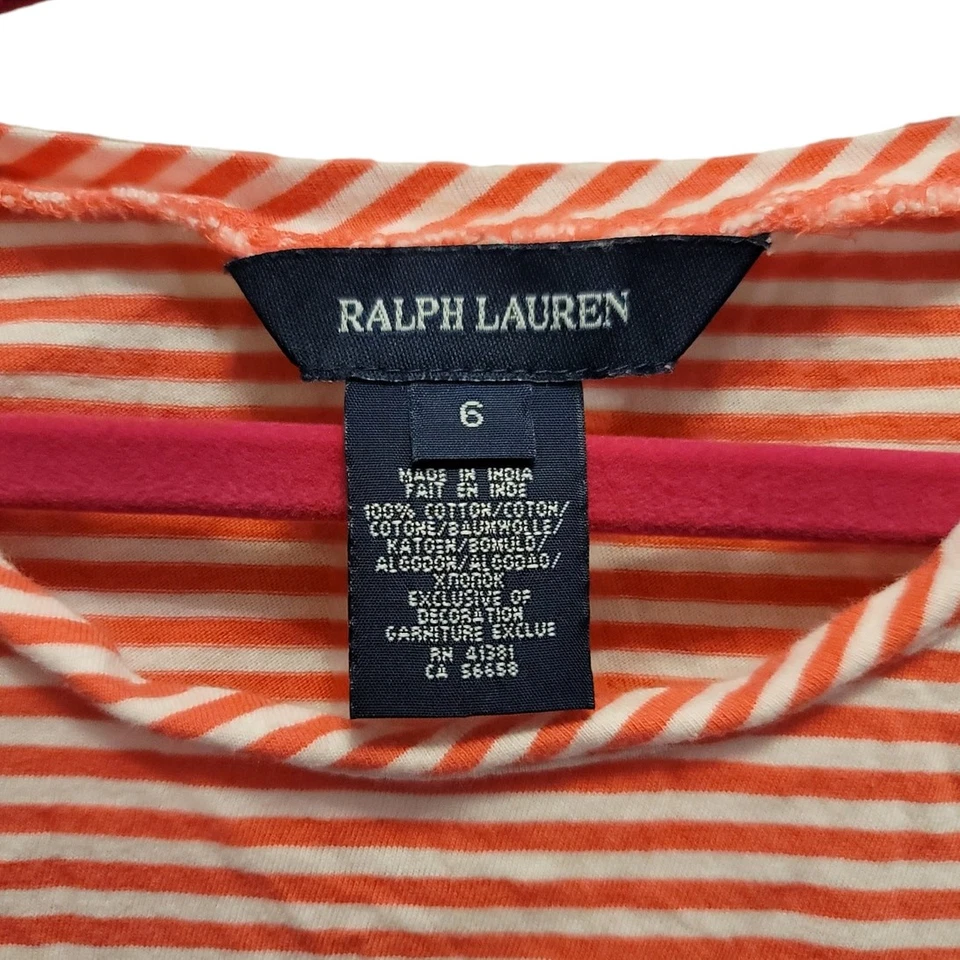 RALPH LAUREN
6
MADE IN INDIA
FAIT EN INDE
100% COTTON/COTON/
COTONE/BAUMWOLLE/
KATOEN/BOMULD/
ALGODON/ALGODÃO/
ХЛОПОК
EXCLUSIVE OF
DECORATION
GARNITURE EXCLUE
RN 41381
CA 56658